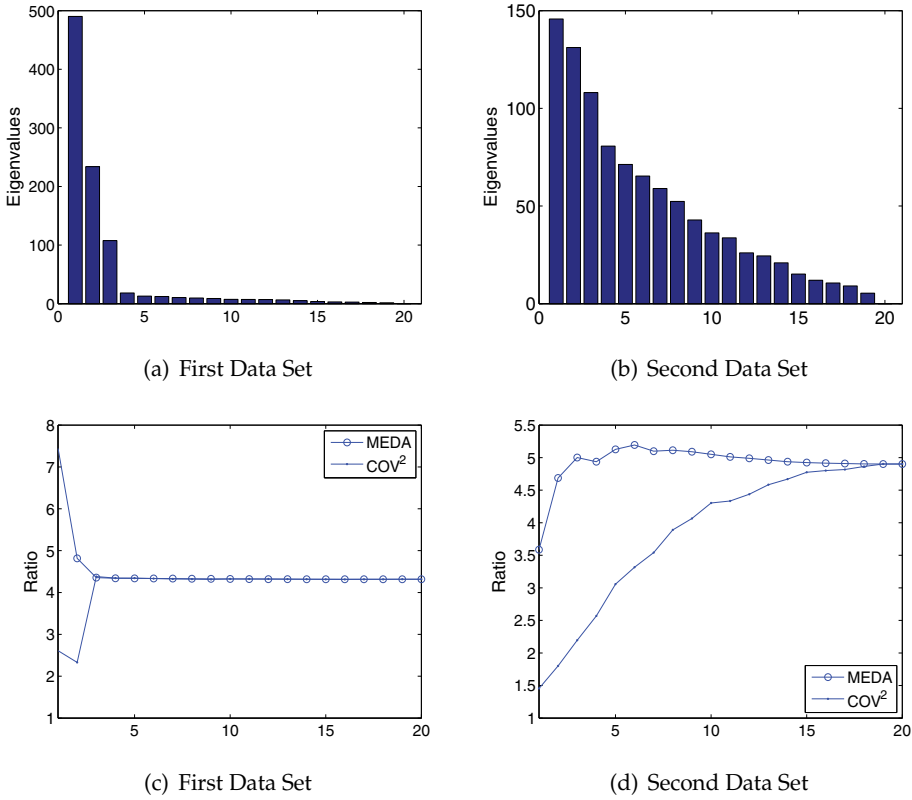 500
400
300
200
100
0
Eigenvalues
0 5 10 15 20
(a) First Data Set
150
100
50
0
Eigenvalues
0 5 10 15 20
(b) Second Data Set
8
7
6
5
4
3
2
1
Ratio
MEDA
COV²
5 10 15 20
(c) First Data Set
5.5
5
4.5
4
3.5
3
2.5
2
1.5
1
Ratio
MEDA
COV²
5 10 15 20
(d) Second Data Set